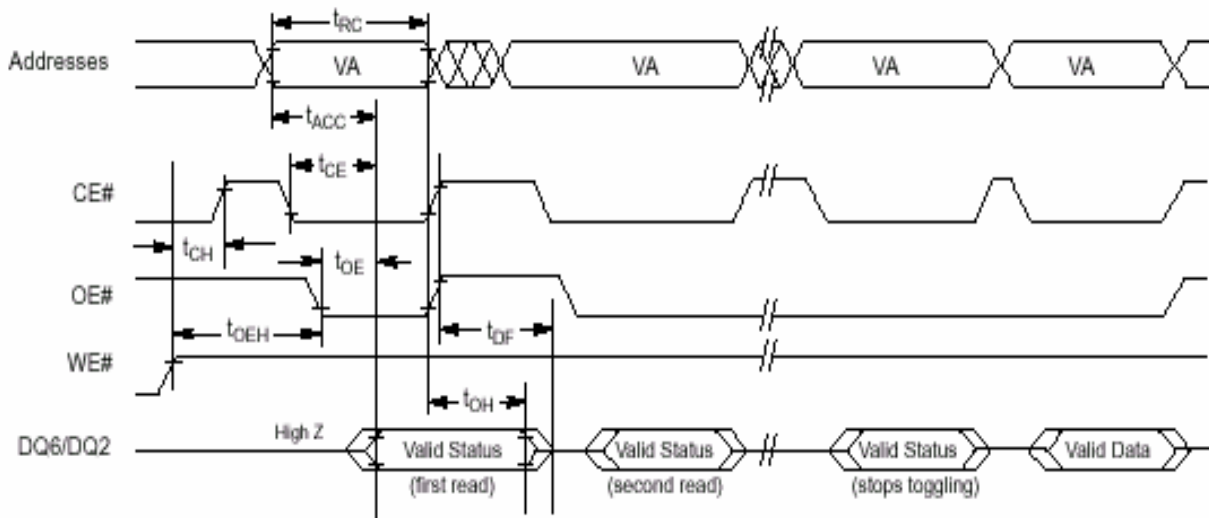 tRC
Addresses
VA
VA
VA
VA
tACC
tCE
CE#
tCH
tOE
OE#
tOEH
tDF
WE#
tOH
High Z
DQ6/DQ2
Valid Status
Valid Status
Valid Status
Valid Data
(first read)
(second read)
(stops toggling)